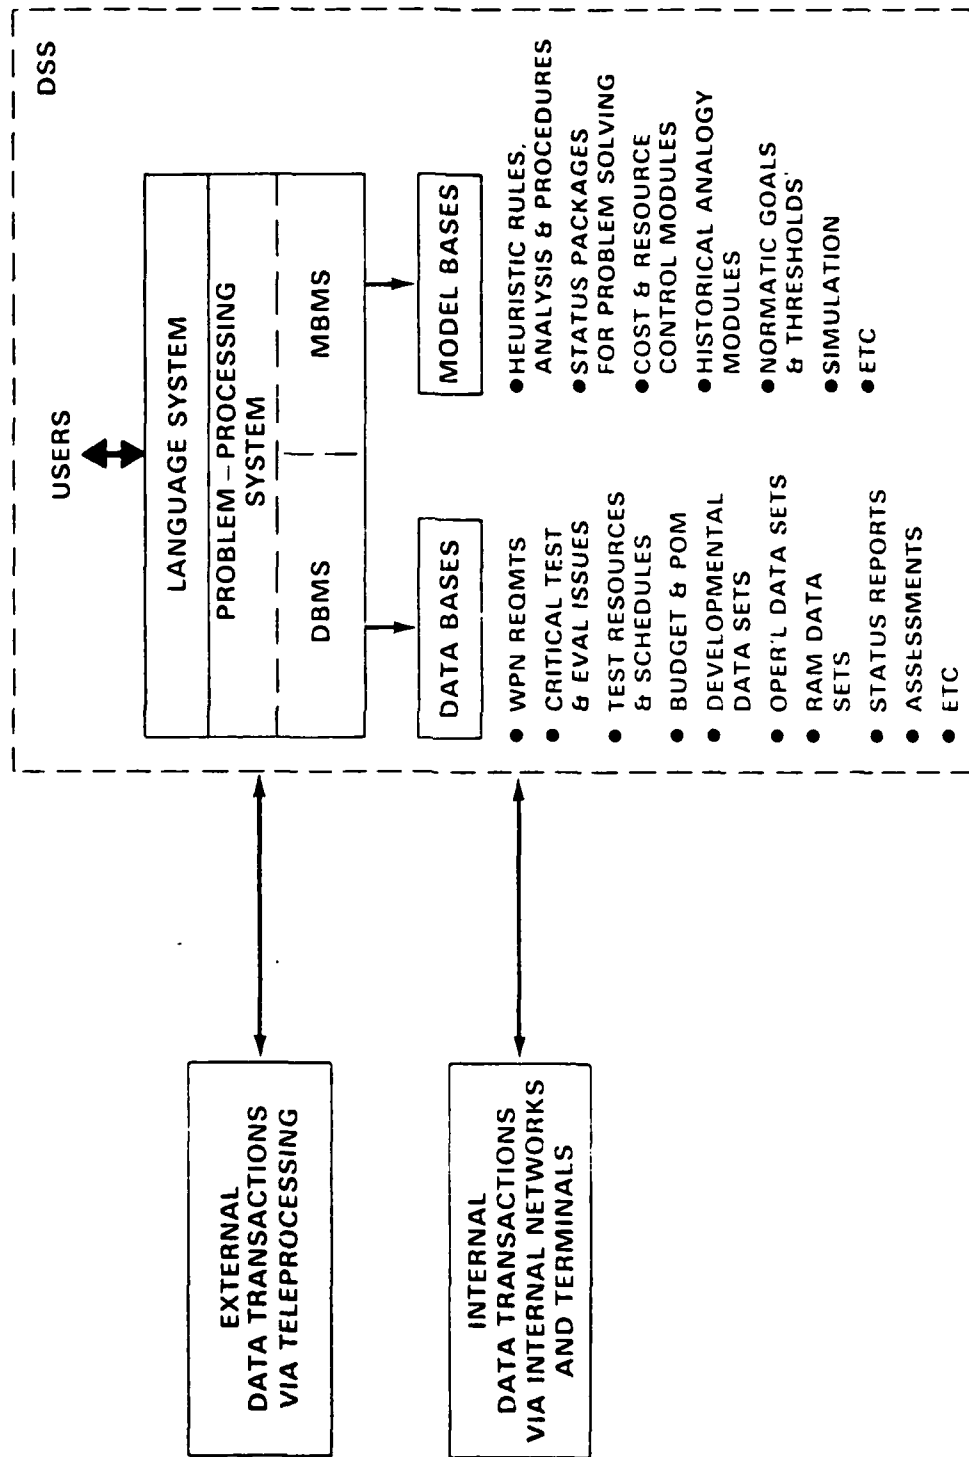 DSS
USERS
LANGUAGE SYSTEM
PROBLEM – PROCESSING
SYSTEM
DBMS
MBMS
DATA BASES
● WPN REQMTS
● CRITICAL TEST
& EVAL ISSUES
● TEST RESOURCES
& SCHEDULES
● BUDGET & POM
● DEVELOPMENTAL
DATA SETS
● OPER'L DATA SETS
● RAM DATA
SETS
● STATUS REPORTS
● ASSESSMENTS
● ETC
MODEL BASES
● HEURISTIC RULES,
ANALYSIS & PROCEDURES
● STATUS PACKAGES
FOR PROBLEM SOLVING
● COST & RESOURCE
CONTROL MODULES
● HISTORICAL ANALOGY
MODULES
● NORMATIC GOALS
& THRESHOLDS'
● SIMULATION
● ETC
EXTERNAL
DATA TRANSACTIONS
VIA TELEPROCESSING
INTERNAL
DATA TRANSACTIONS
VIA INTERNAL NETWORKS
AND TERMINALS